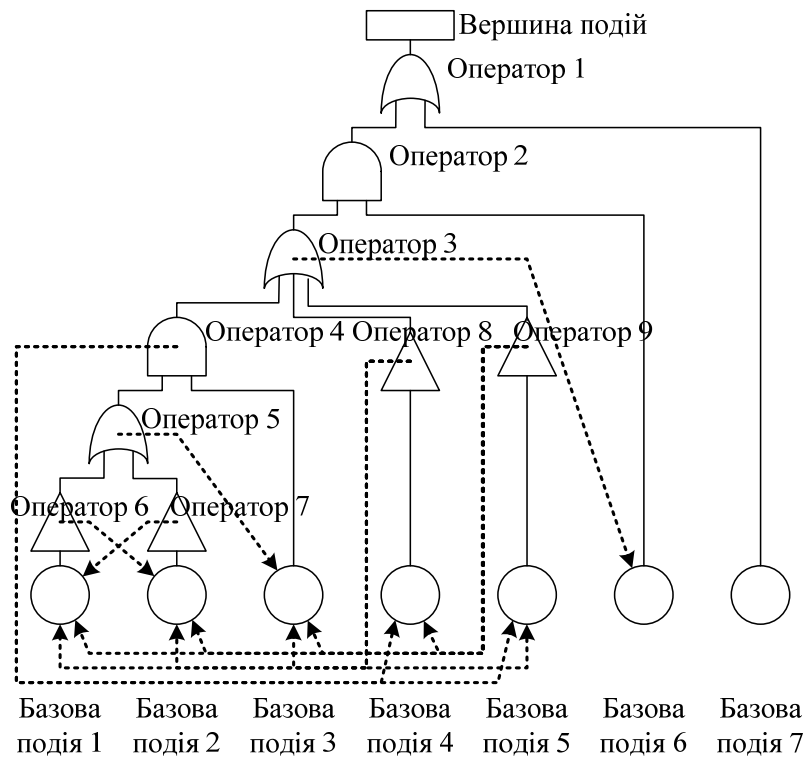 Вершина подій
Оператор 1
Оператор 2
Оператор 3
Оператор 4
Оператор 8
Оператор 9
Оператор 5
Оператор 6
Оператор 7
Базова
подія 1
Базова
подія 2
Базова
подія 3
Базова
подія 4
Базова
подія 5
Базова
подія 6
Базова
подія 7